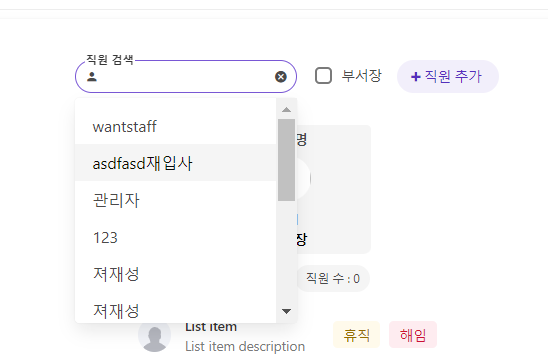 직원 검색
부서장
+ 직원 추가
wantstaff
asdfasd재입사
관리자
123
져재성
져재성
명
장
직원 수 : 0
List item
List item description
휴직
해임